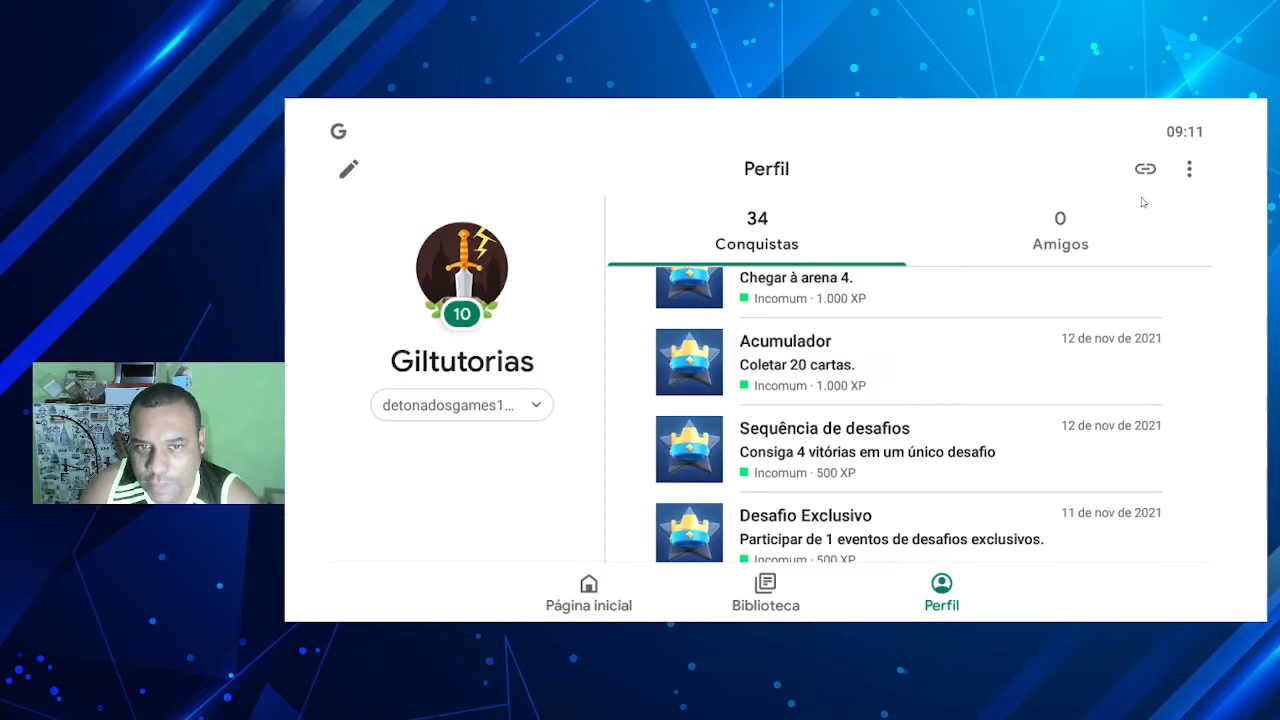 G
09:11
Perfil
34
Conquistas
0
Amigos
10
Giltutorias
detonadosgames1...
Chegar à arena 4.
Incomum · 1.000 XP
Acumulador
12 de nov de 2021
Coletar 20 cartas.
Incomum · 1.000 XP
Sequência de desafios
12 de nov de 2021
Consiga 4 vitórias em um único desafio
Incomum · 500 XP
Desafio Exclusivo
11 de nov de 2021
Participar de 1 eventos de desafios exclusivos.
Incomum · 500 XP
Página inicial
Biblioteca
Perfil